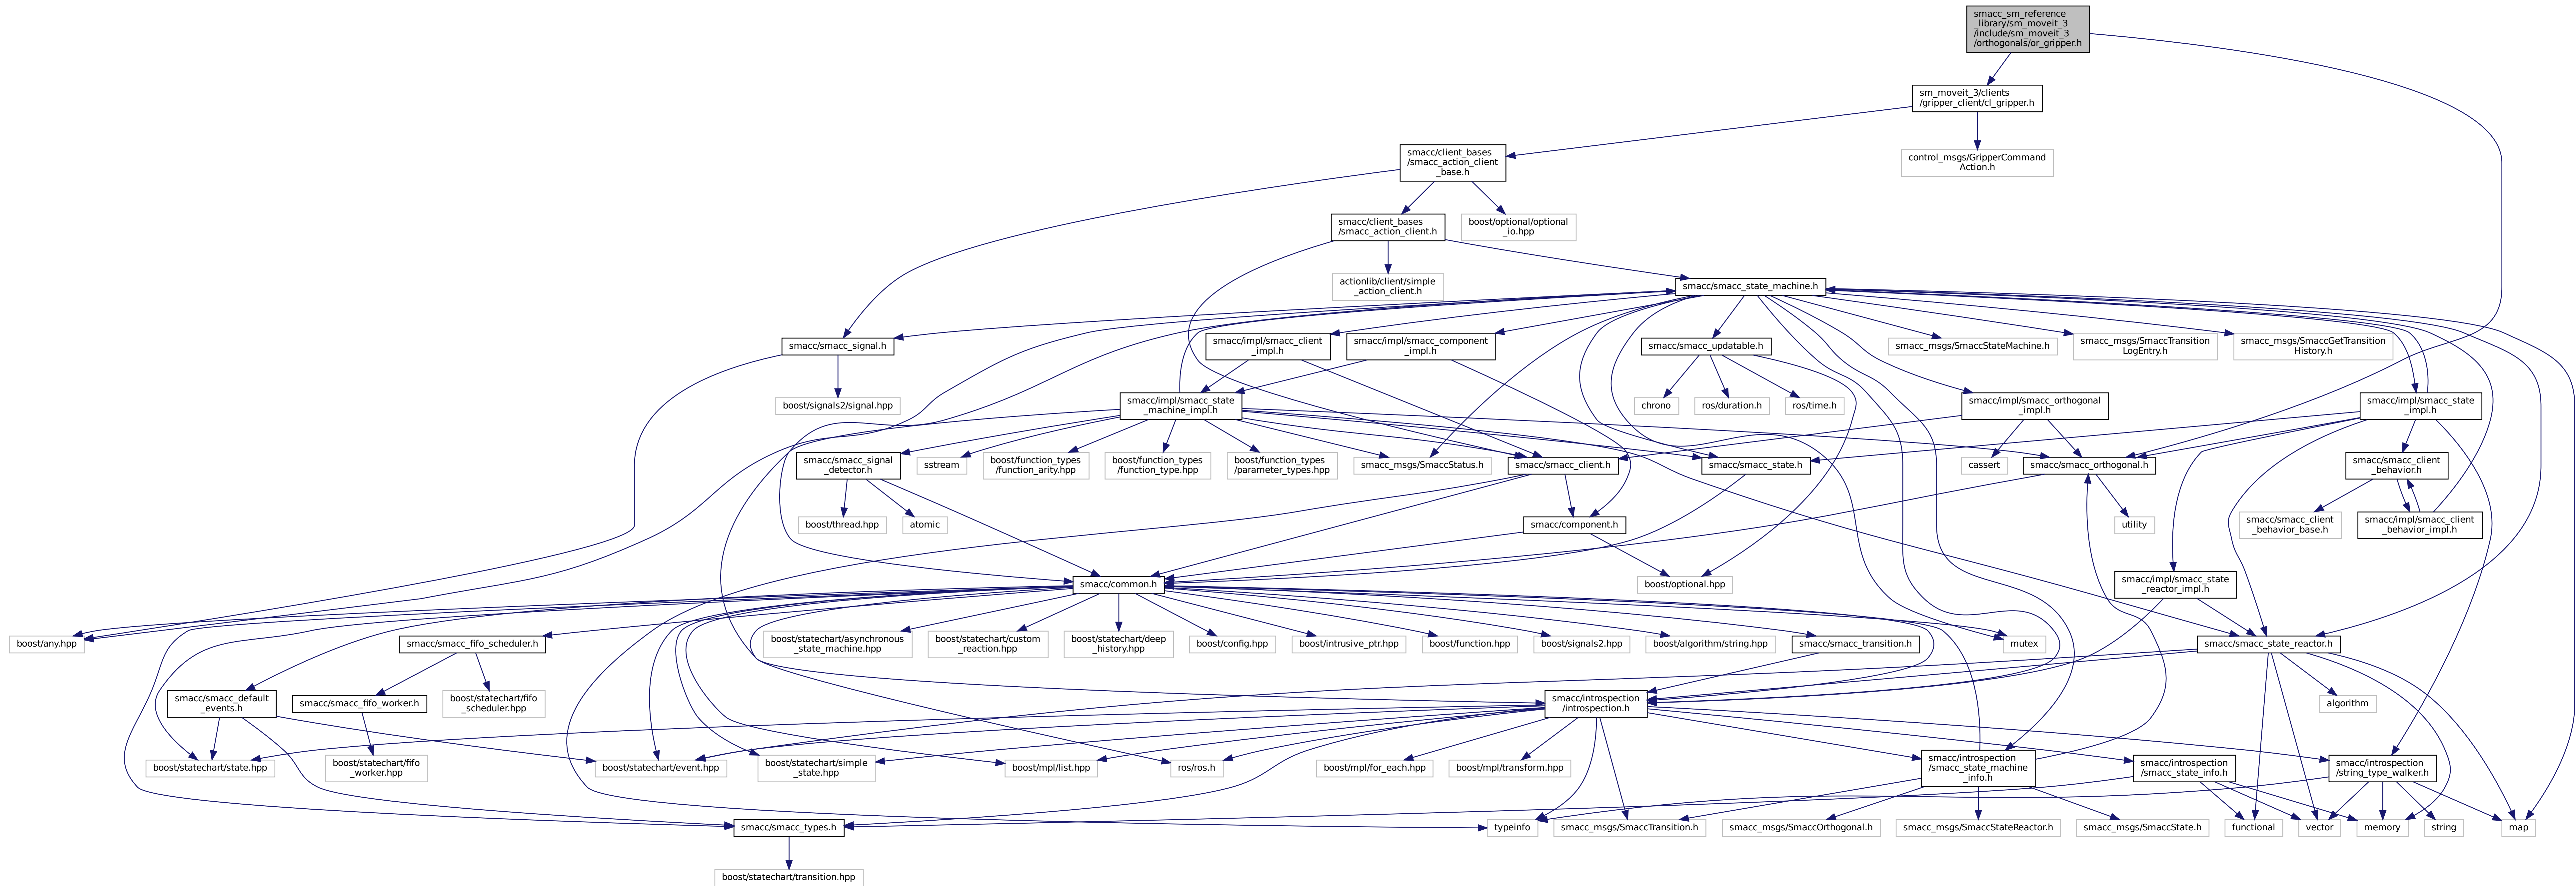 smacc_sm_reference
_library/sm_moveit_3
/include/sm_moveit_3
/orthogonals/or_gripper.h
sm_moveit_3/clients
/gripper_client/cl_gripper.h
smacc/client_bases
/smacc_action_client
_base.h
control_msgs/GripperCommand
Action.h
smacc/client_bases
/smacc_action_client.h
boost/optional/optional
_io.hpp
actionlib/client/simple
_action_client.h
smacc/smacc_state_machine.h
smacc/smacc_signal.h
smacc/impl/smacc_client
_impl.h
smacc/impl/smacc_component
_impl.h
smacc/smacc_updatable.h
smacc_msgs/SmaccStateMachine.h
smacc_msgs/SmaccTransition
LogEntry.h
smacc_msgs/SmaccGetTransition
History.h
boost/signals2/signal.hpp
smacc/impl/smacc_state
_machine_impl.h
chrono
ros/duration.h
ros/time.h
smacc/impl/smacc_orthogonal
_impl.h
smacc/impl/smacc_state
_impl.h
smacc/smacc_signal
_detector.h
sstream
boost/function_types
/function_arity.hpp
boost/function_types
/function_type.hpp
boost/function_types
/parameter_types.hpp
smacc_msgs/SmaccStatus.h
smacc/smacc_client.h
smacc/smacc_state.h
cassert
smacc/smacc_orthogonal.h
smacc/smacc_client
_behavior.h
boost/thread.hpp
atomic
smacc/component.h
utility
smacc/smacc_client
_behavior_base.h
smacc/impl/smacc_client
_behavior_impl.h
smacc/common.h
boost/optional.hpp
smacc/impl/smacc_state
_reactor_impl.h
boost/any.hpp
smacc/smacc_fifo_scheduler.h
boost/statechart/asynchronous
_state_machine.hpp
boost/statechart/custom
_reaction.hpp
boost/statechart/deep
_history.hpp
boost/config.hpp
boost/intrusive_ptr.hpp
boost/function.hpp
boost/signals2.hpp
boost/algorithm/string.hpp
smacc/smacc_transition.h
mutex
smacc/smacc_state_reactor.h
smacc/smacc_default
_events.h
smacc/smacc_fifo_worker.h
boost/statechart/fifo
_scheduler.hpp
smacc/introspection
/introspection.h
algorithm
boost/statechart/state.hpp
boost/statechart/fifo
_worker.hpp
boost/statechart/event.hpp
boost/statechart/simple
_state.hpp
boost/mpl/list.hpp
ros/ros.h
boost/mpl/for_each.hpp
boost/mpl/transform.hpp
smacc/introspection
/smacc_state_machine
_info.h
smacc/introspection
/smacc_state_info.h
smacc/introspection
/string_type_walker.h
smacc/smacc_types.h
typeinfo
smacc_msgs/SmaccTransition.h
smacc_msgs/SmaccOrthogonal.h
smacc_msgs/SmaccStateReactor.h
smacc_msgs/SmaccState.h
functional
vector
memory
string
map
boost/statechart/transition.hpp